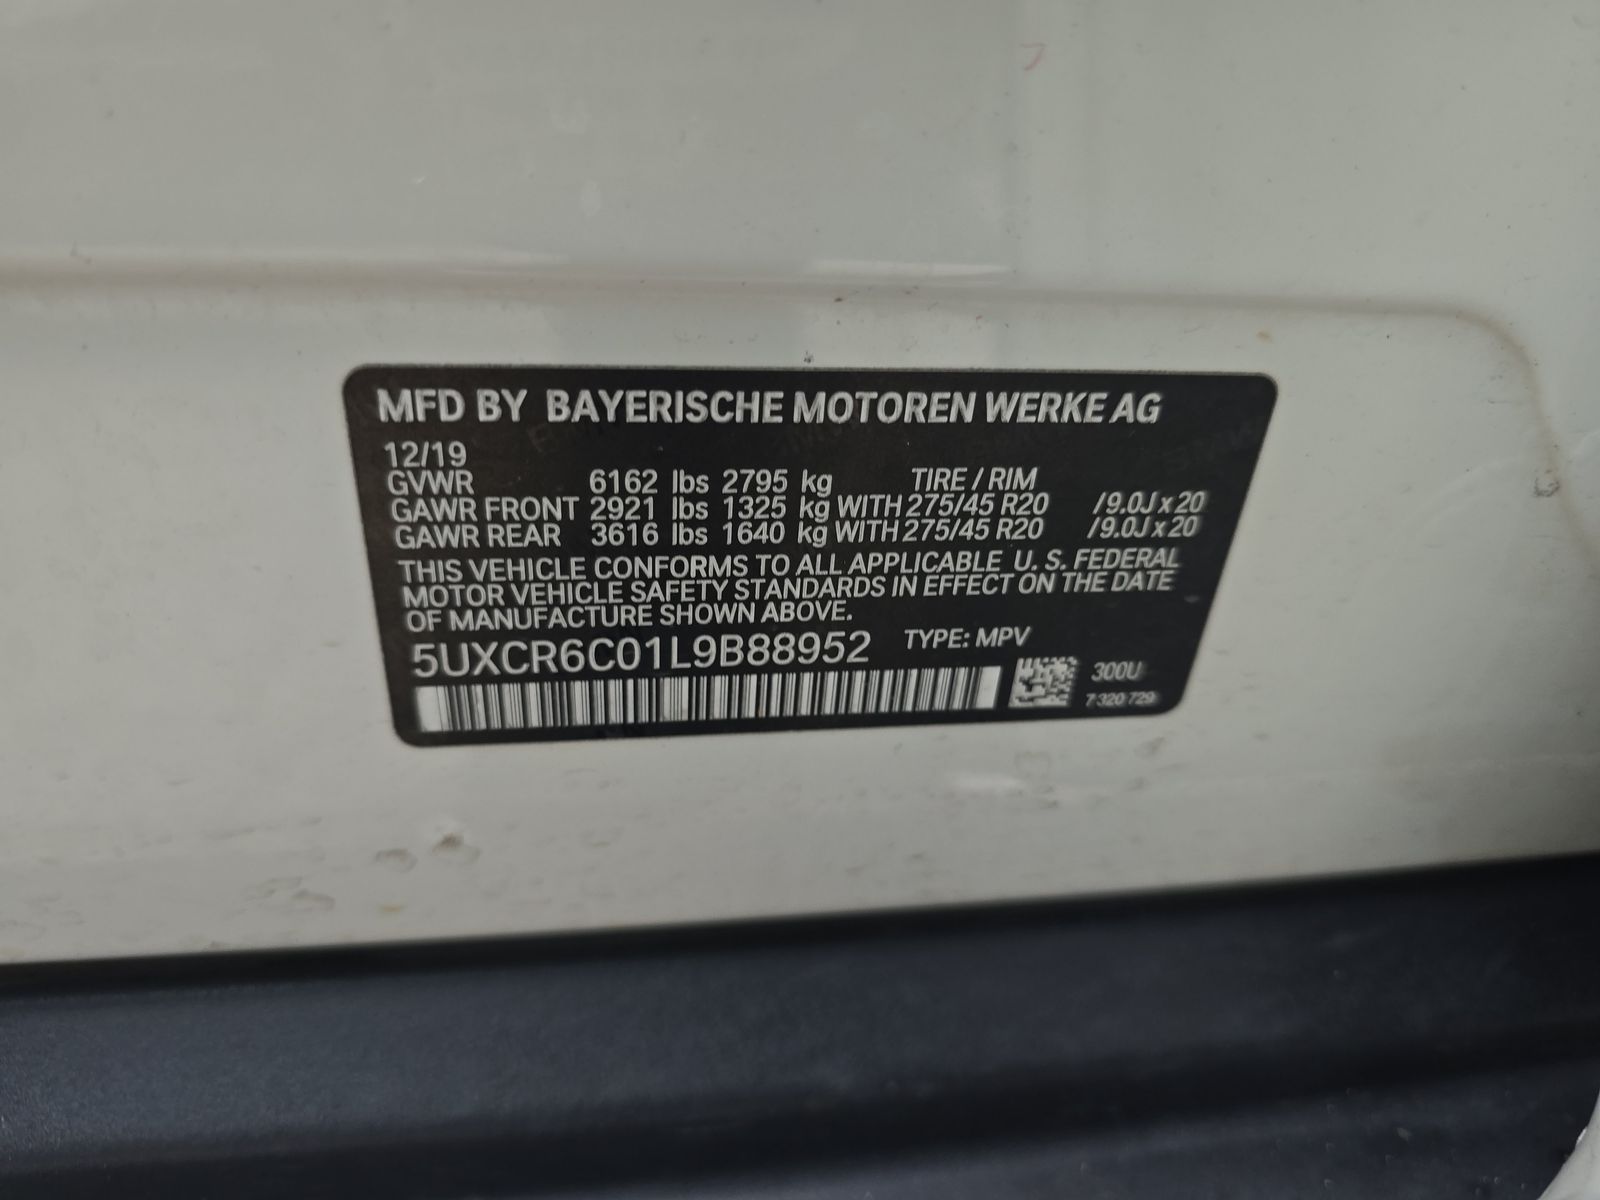 MFD BY BAYERISCHE MOTOREN WERKE AG
12/19
GVWR 6162 lbs 2795 kg TIRE / RIM
GAWR FRONT 2921 lbs 1325 kg WITH 275/45 R20 /9.0J x 20
GAWR REAR 3616 lbs 1640 kg WITH 275/45 R20 /9.0J x 20
THIS VEHICLE CONFORMS TO ALL APPLICABLE U. S. FEDERAL
MOTOR VEHICLE SAFETY STANDARDS IN EFFECT ON THE DATE
OF MANUFACTURE SHOWN ABOVE.
5UXCR6C01L9B88952 TYPE: MPV
300U
7 320 729